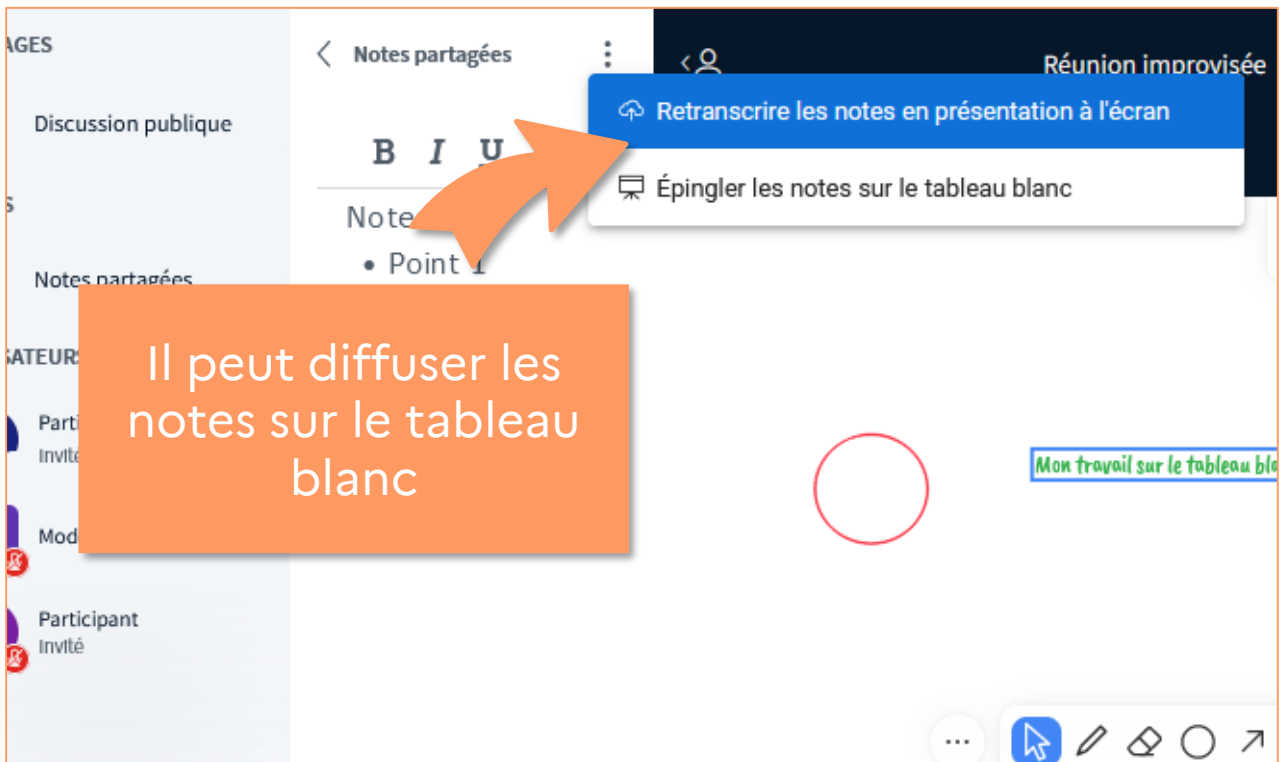 AGES
Discussion publique
S
Notes partagées
SATEURS
Parti
Invité
Mod
Participant
Invité
Notes partagées
B I U
Note
• Point 1
Réunion improvisée
Retranscrire les notes en présentation à l'écran
Épingler les notes sur le tableau blanc
Il peut diffuser les
notes sur le tableau
blanc
Mon travail sur le tableau bla